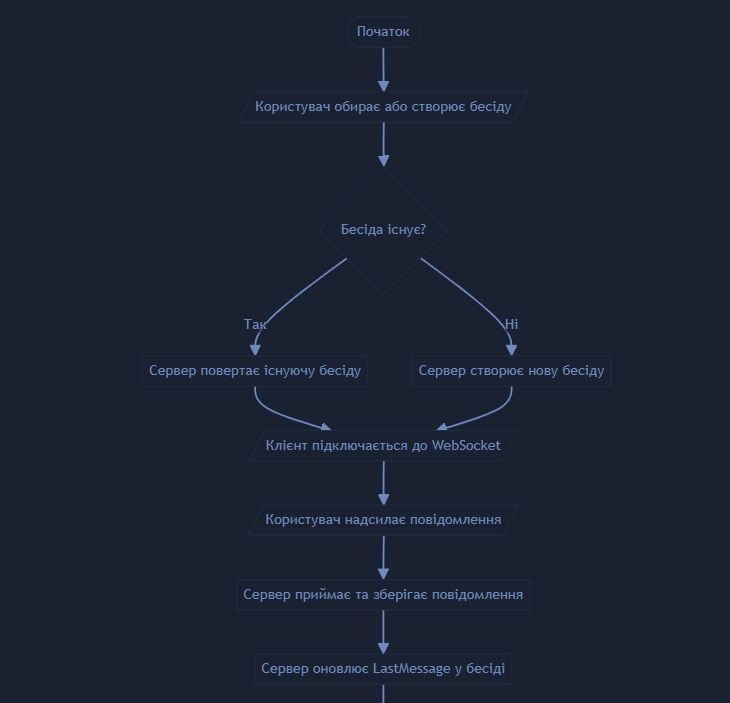 Початок
Користувач обирає або створює бесіду
Бесіда існує?
Так
Ні
Сервер повертає існуючу бесіду
Сервер створює нову бесіду
Клієнт підключається до WebSocket
Користувач надсилає повідомлення
Сервер приймає та зберігає повідомлення
Сервер оновлює LastMessage у бесіді